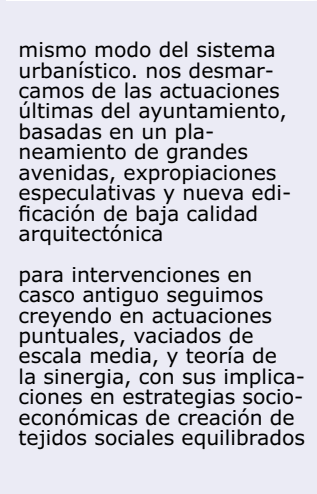 mismo modo del sistema
urbanístico. nos desmar-
camos de las actuaciones
últimas del ayuntamiento,
basadas en un pla-
neamiento de grandes
avenidas, expropiaciones
especulativas y nueva edi-
ficación de baja calidad
arquitectónica
para intervenciones en
casco antiguo seguimos
creyendo en actuaciones
puntuales, vaciados de
escala media, y teoría de
la sinergia, con sus implica-
ciones en estrategias socio-
económicas de creación de
tejidos sociales equilibrados